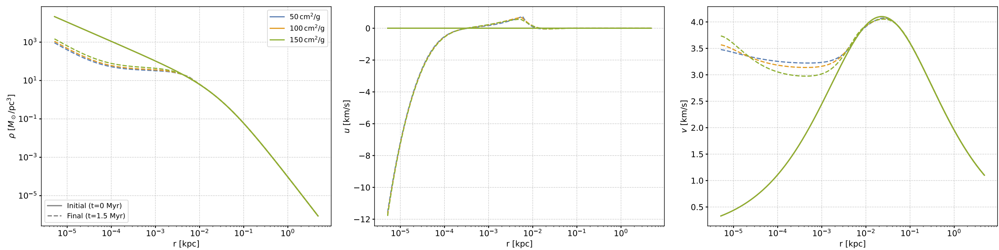 ρ [M⊙/pc³]
10³
10¹
10⁻¹
10⁻³
10⁻⁵
50 cm²/g
100 cm²/g
150 cm²/g
Initial (t=0 Myr)
Final (t=1.5 Myr)
10⁻⁵ 10⁻⁴ 10⁻³ 10⁻² 10⁻¹ 10⁰
r [kpc]
u [km/s]
0
−2
−4
−6
−8
−10
−12
10⁻⁵ 10⁻⁴ 10⁻³ 10⁻² 10⁻¹ 10⁰
r [kpc]
v [km/s]
4.0
3.5
3.0
2.5
2.0
1.5
1.0
0.5
10⁻⁵ 10⁻⁴ 10⁻³ 10⁻² 10⁻¹ 10⁰
r [kpc]